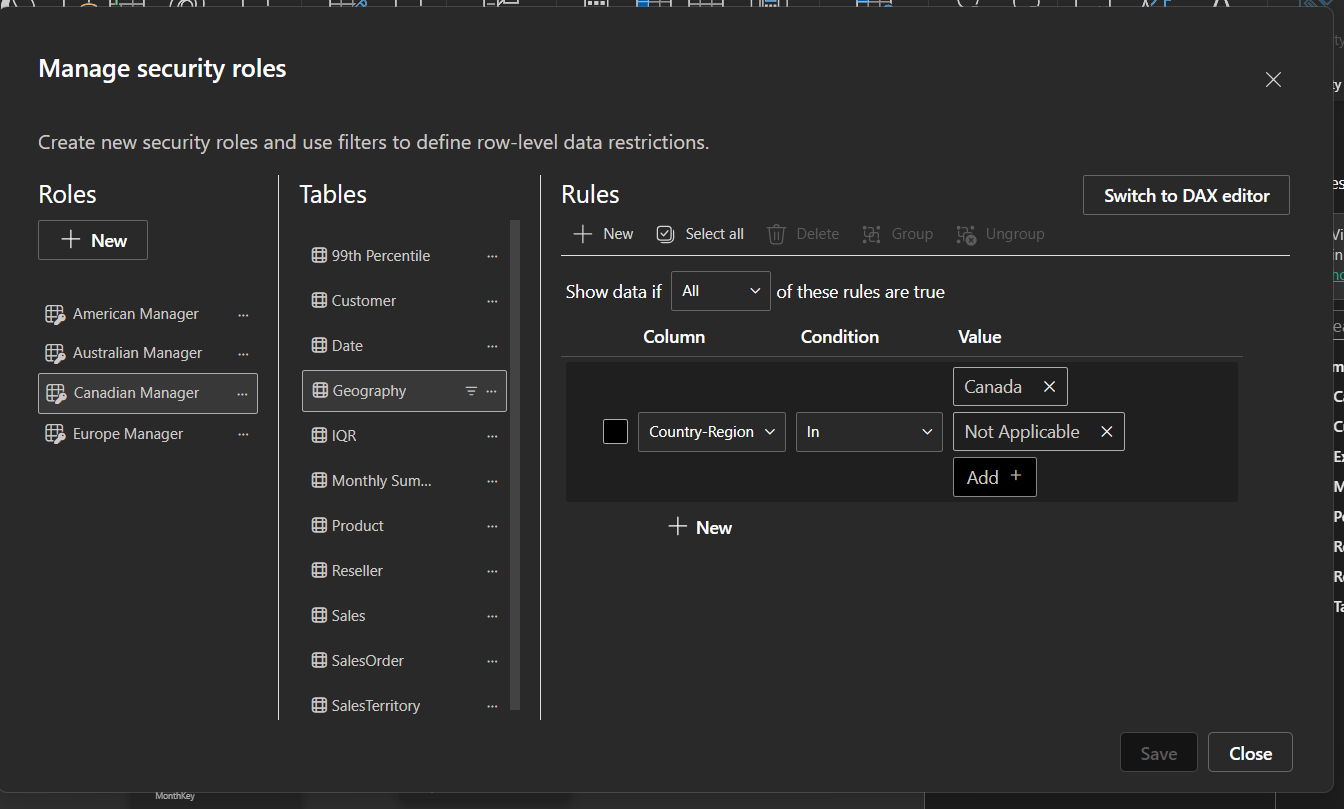 Manage security roles
Create new security roles and use filters to define row-level data restrictions.
Roles
New
American Manager
Australian Manager
Canadian Manager
Europe Manager
Tables
99th Percentile
Customer
Date
Geography
IQR
Monthly Sum...
Product
Reseller
Sales
SalesOrder
SalesTerritory
Rules
Switch to DAX editor
New Select all Delete Group Ungroup
Show data if All of these rules are true
Column Condition Value
Canada
Country-Region In Not Applicable
Add +
New
Save Close
MonthKey